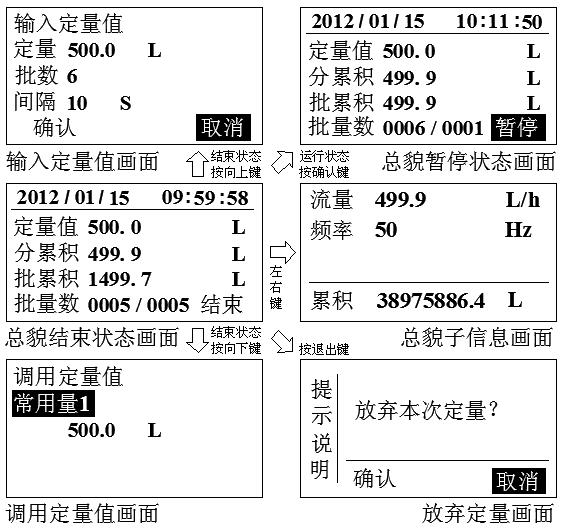 输入定量值
定量 500.0 L
批数 6
间隔 10 S
确认 取消
输入定量值画面
结束状态
按向上键
2012/01/15 10:11:50
定量值 500.0 L
分累积 499.9 L
批累积 499.9 L
批量数 0006/0001 暂停
运行状态
按确认键
总貌暂停状态画面
2012/01/15 09:59:58
定量值 500.0 L
分累积 499.9 L
批累积 1499.7 L
批量数 0005/0005 结束
总貌结束状态画面
左
右
键
流量 499.9 L/h
频率 50 Hz
累积 38975886.4 L
总貌子信息画面
结束状态
按向下键
按退出键
调用定量值
常用量1
500.0 L
调用定量值画面
提
示
说
明
放弃本次定量？
确认 取消
放弃定量画面